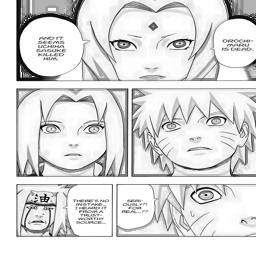 AND IT
SEEMS
UCHIHA
SASUKE
KILLED
HIM.
OROCHI-
MARU
IS DEAD.
油
THERE'S NO
MISTAKE...
I HEARD IT
FROM A
TRUST-
WORTHY
SOURCE...
SERI-
OUSLY?!
FOR
REAL...??